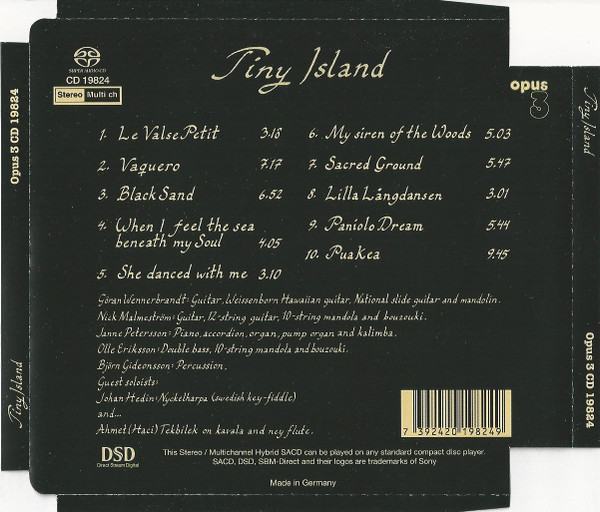 Opus 3 CD 19824
Tiny Island
SUPER AUDIO CD
CD 19824
Stereo Multi ch
Tiny Island
opus
3
1. Le Valse Petit 3.18
2. Vaquero 7.17
3. Black Sand 6.52
4. When I feel the sea
beneath my Soul 4.05
5. She danced with me 3.10
6. My siren of the Woods 5.03
7. Sacred Ground 5.47
8. Lilla Långdansen 3.01
9. Paniolo Dream 5.44
10. Pua Kea 9.45
Göran Wennerbrandt: Guitar, Weissenborn Hawaiian guitar, National slide guitar and mandolin.
Nick Malmeström: Guitar, 12-string guitar, 10-string mandola and bouzouki.
Janne Petersson: Piano, accordion, organ, pump organ and kalimba.
Olle Eriksson: Double bass, 10-string mandola and bouzouki.
Björn Gideonsson: Percussion.
Guest soloists:
Johan Hedin: Nyckelharpa (swedish key-fiddle)
and...
Ahmet (Haci) Tekbilek on kavala and ney flute.
7 392420 198249
DSD
Direct Stream Digital
This Stereo / Multichannel Hybrid SACD can be played on any standard compact disc player.
SACD, DSD, SBM-Direct and their logos are trademarks of Sony
Made in Germany
Tiny Island
Opus 3 CD 19824